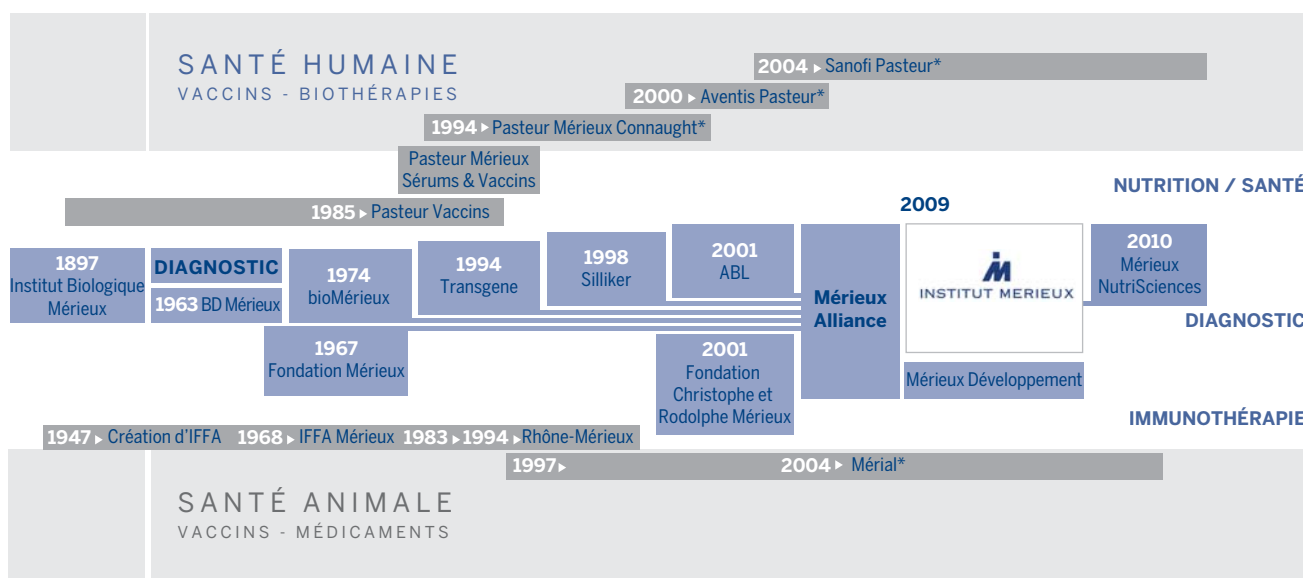 SANTÉ HUMAINE
VACCINS - BIOTHÉRAPIES
2004 ▸ Sanofi Pasteur*
2000 ▸ Aventis Pasteur*
1994 ▸ Pasteur Mérieux Connaught*
Pasteur Mérieux
Sérums & Vaccins
1985 ▸ Pasteur Vaccins
NUTRITION / SANTÉ
1897
Institut Biologique
Mérieux
DIAGNOSTIC
1963 BD Mérieux
1974
bioMérieux
1967
Fondation Mérieux
1994
Transgene
1998
Silliker
2001
ABL
2001
Fondation
Christophe et
Rodolphe Mérieux
Mérieux
Alliance
2009
INSTITUT MERIEUX
Mérieux Développement
2010
Mérieux
NutriSciences
DIAGNOSTIC
IMMUNOTHÉRAPIE
1947 ▸ Création d'IFFA 1968 ▸ IFFA Mérieux 1983 ▸ 1994 ▸ Rhône-Mérieux
1997 ▸ 2004 ▸ Mérial*
SANTÉ ANIMALE
VACCINS - MÉDICAMENTS